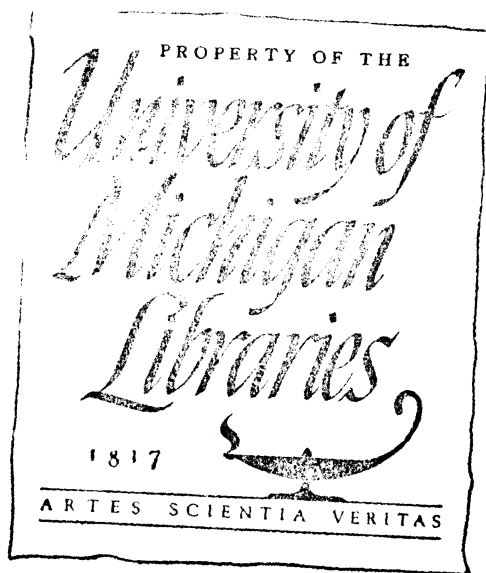 PROPERTY OF THE
University of
Michigan
Libraries
1817
ARTES SCIENTIA VERITAS